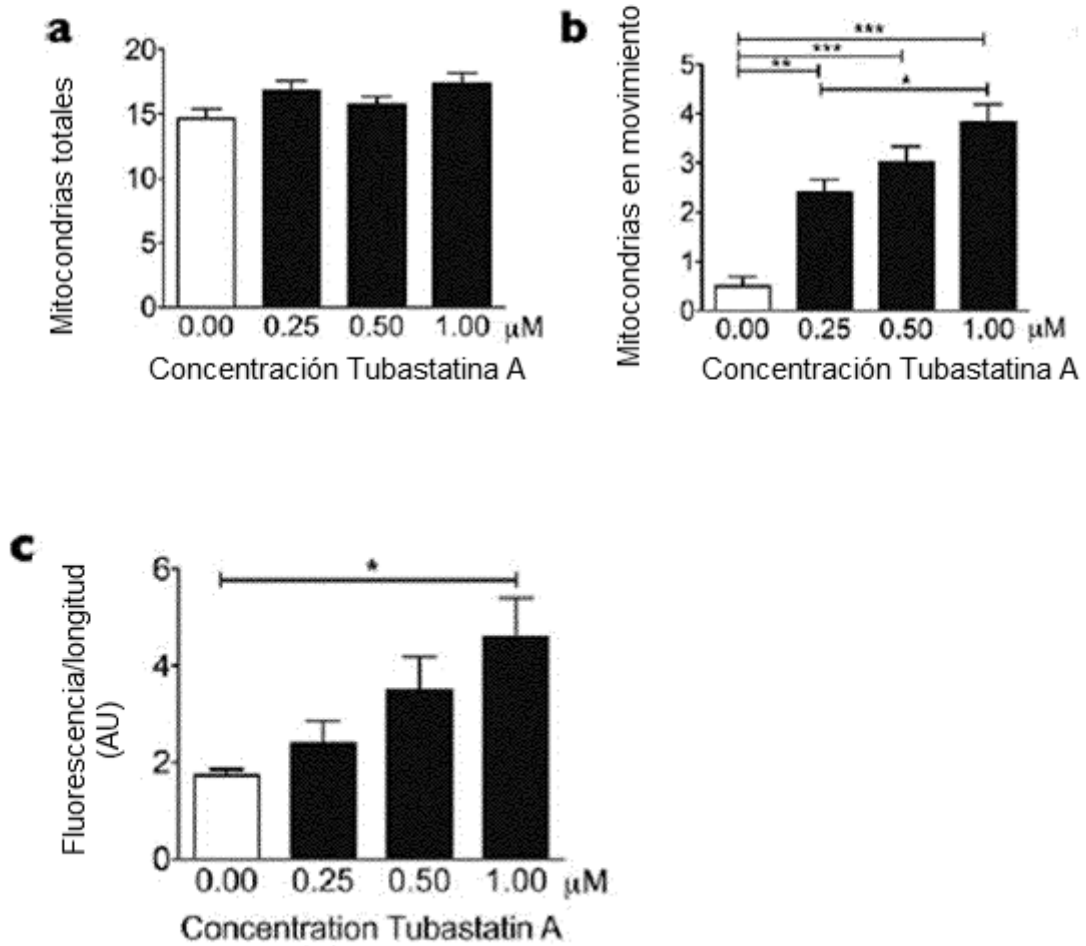 a
Mitocondrias totales
20
15
10
5
0
0.00 0.25 0.50 1.00 μM
Concentración Tubastatina A
b
Mitocondrias en movimiento
***
***
**
*
5
4
3
2
1
0
0.00 0.25 0.50 1.00 μM
Concentración Tubastatina A
c
Fluorescencia/longitud
(AU)
*
6
4
2
0
0.00 0.25 0.50 1.00 μM
Concentration Tubastatin A